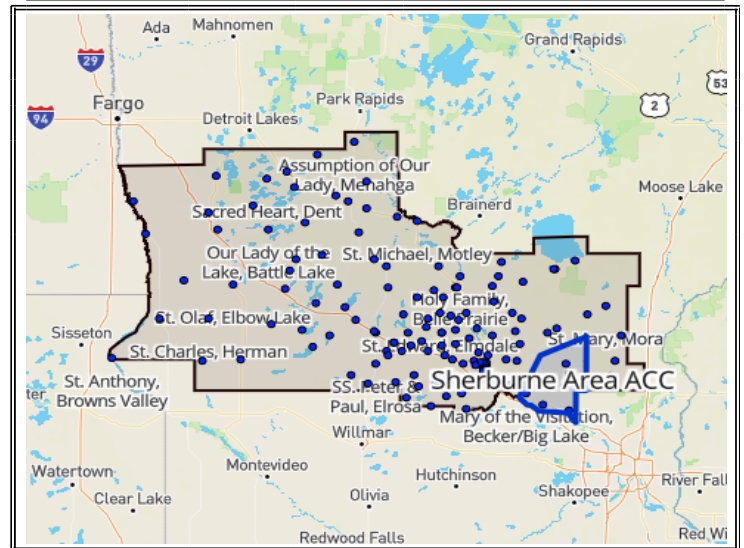 Ada
Mahnomen
Grand Rapids
29
53
2
Fargo
Park Rapids
94
Detroit Lakes
Assumption of Our
Lady, Menahga
Moose Lake
Brainerd
Sacred Heart, Dent
Our Lady of the
Lake, Battle Lake
St. Michael, Motley
Holy Family,
Belle Prairie
St. Olaf, Elbow Lake
Sisseton
St. Edward, Elmdale
St. Mary, Mora
St. Charles, Herman
St. Anthony,
Browns Valley
Sherburne Area ACC
SS. Peter &
Paul, Elrosa
ter
Mary of the Visitation,
Becker/Big Lake
Willmar
Watertown
Montevideo
Hutchinson
River Fall
Clear Lake
Olivia
Shakopee
Redwood Falls
Red Wi